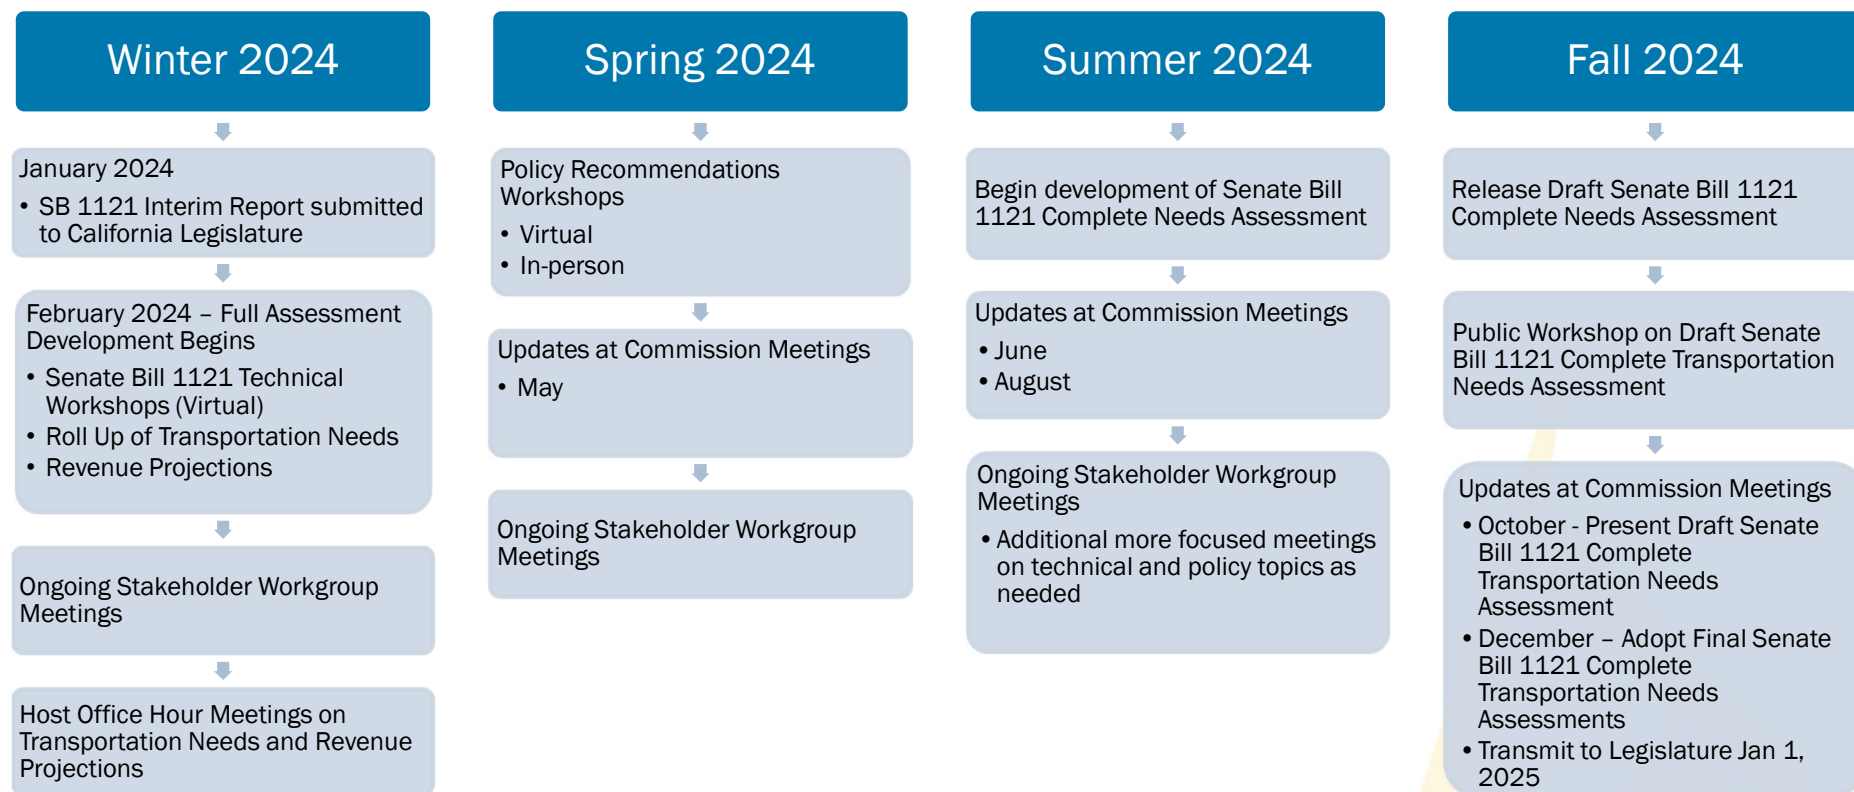 Winter 2024
January 2024
• SB 1121 Interim Report submitted
to California Legislature
February 2024 – Full Assessment
Development Begins
• Senate Bill 1121 Technical
Workshops (Virtual)
• Roll Up of Transportation Needs
• Revenue Projections
Ongoing Stakeholder Workgroup
Meetings
Host Office Hour Meetings on
Transportation Needs and Revenue
Projections
Spring 2024
Policy Recommendations
Workshops
• Virtual
• In-person
Updates at Commission Meetings
• May
Ongoing Stakeholder Workgroup
Meetings
Summer 2024
Begin development of Senate Bill
1121 Complete Needs Assessment
Updates at Commission Meetings
• June
• August
Ongoing Stakeholder Workgroup
Meetings
• Additional more focused meetings
on technical and policy topics as
needed
Fall 2024
Release Draft Senate Bill 1121
Complete Needs Assessment
Public Workshop on Draft Senate
Bill 1121 Complete Transportation
Needs Assessment
Updates at Commission Meetings
• October - Present Draft Senate
Bill 1121 Complete
Transportation Needs
Assessment
• December – Adopt Final Senate
Bill 1121 Complete
Transportation Needs
Assessments
• Transmit to Legislature Jan 1,
2025